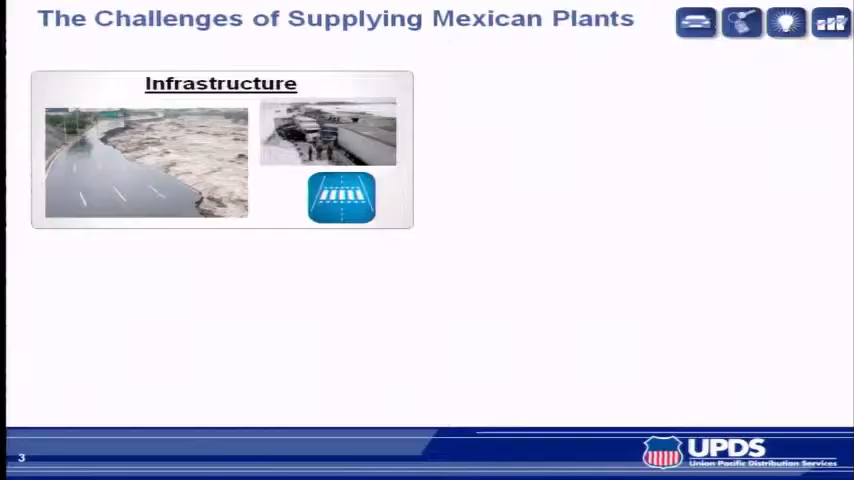 The Challenges of Supplying Mexican Plants
Infrastructure
3
UPDS
Union Pacific Distribution Services